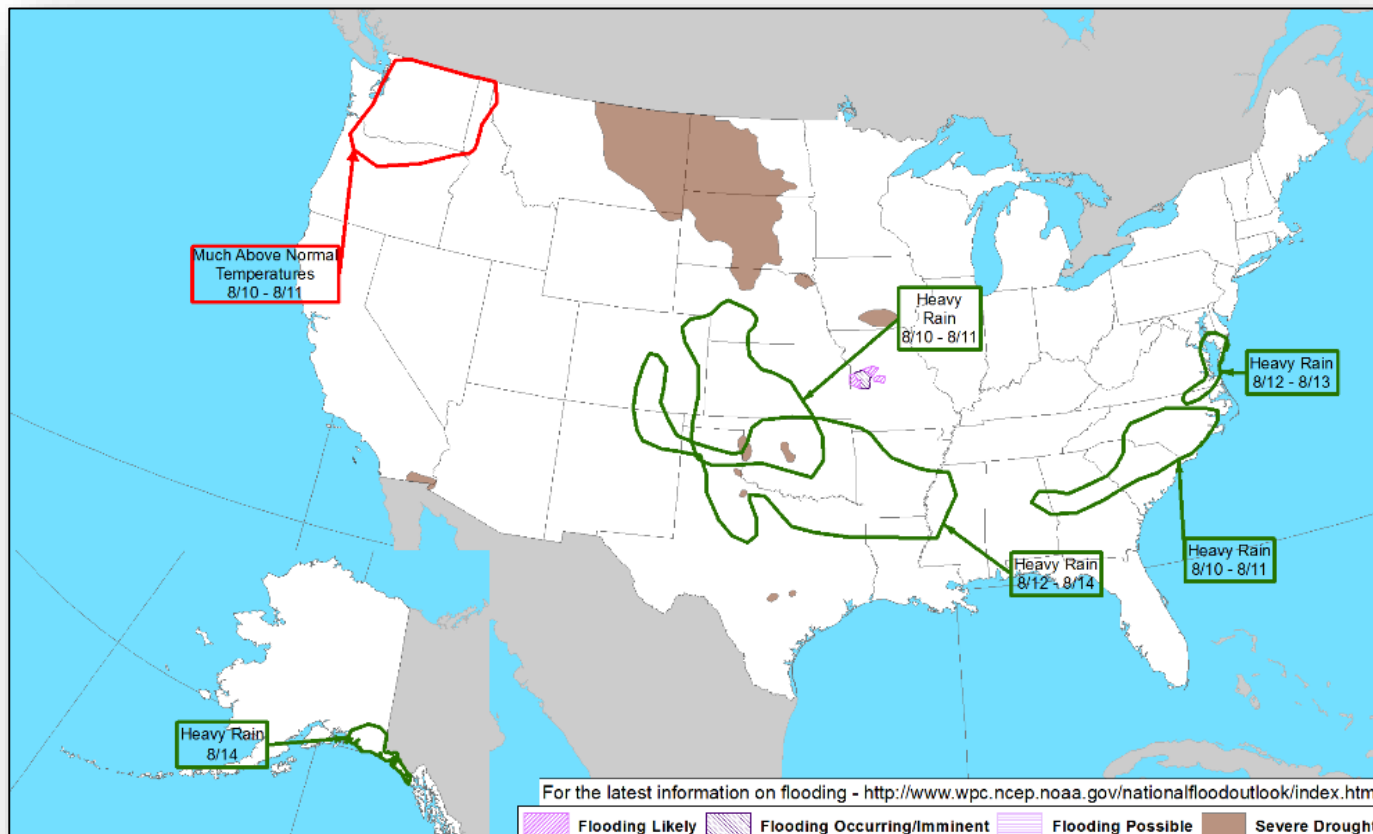 Much Above Normal
Temperatures
8/10 - 8/11
Heavy
Rain
8/10 - 8/11
Heavy Rain
8/12 - 8/13
Heavy Rain
8/10 - 8/11
Heavy Rain
8/12 - 8/14
Heavy Rain
8/14
For the latest information on flooding - http://www.wpc.ncep.noaa.gov/nationalfloodoutlook/index.htm
Flooding Likely Flooding Occurring/Imminent Flooding Possible Severe Drought